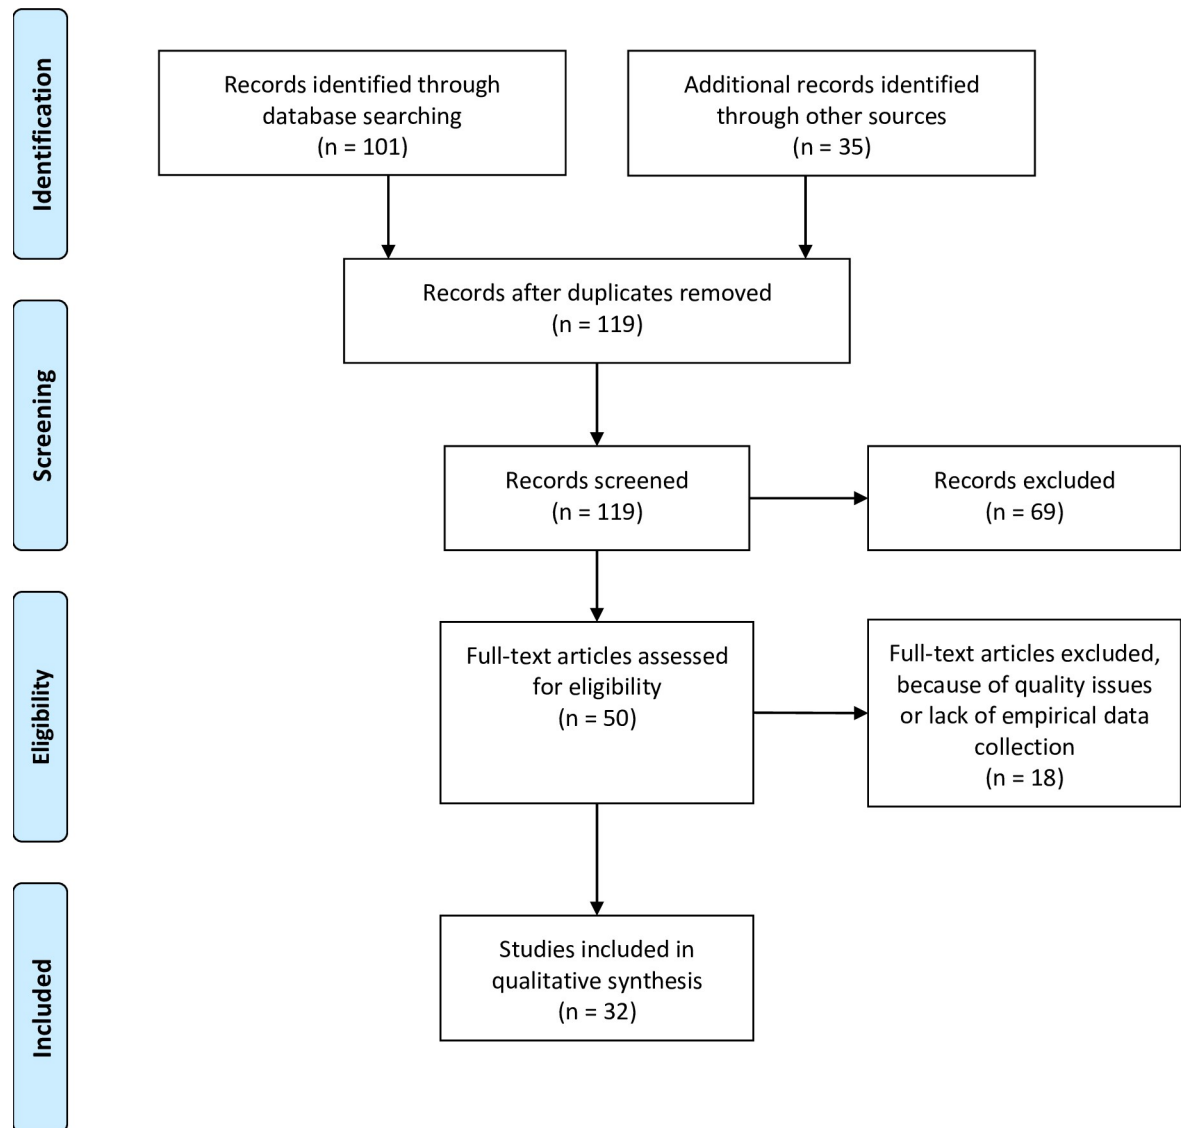 Identification
Records identified through
database searching
(n = 101)
Additional records identified
through other sources
(n = 35)
Records after duplicates removed
(n = 119)
Screening
Records screened
(n = 119)
Records excluded
(n = 69)
Eligibility
Full-text articles assessed
for eligibility
(n = 50)
Full-text articles excluded,
because of quality issues
or lack of empirical data
collection
(n = 18)
Included
Studies included in
qualitative synthesis
(n = 32)